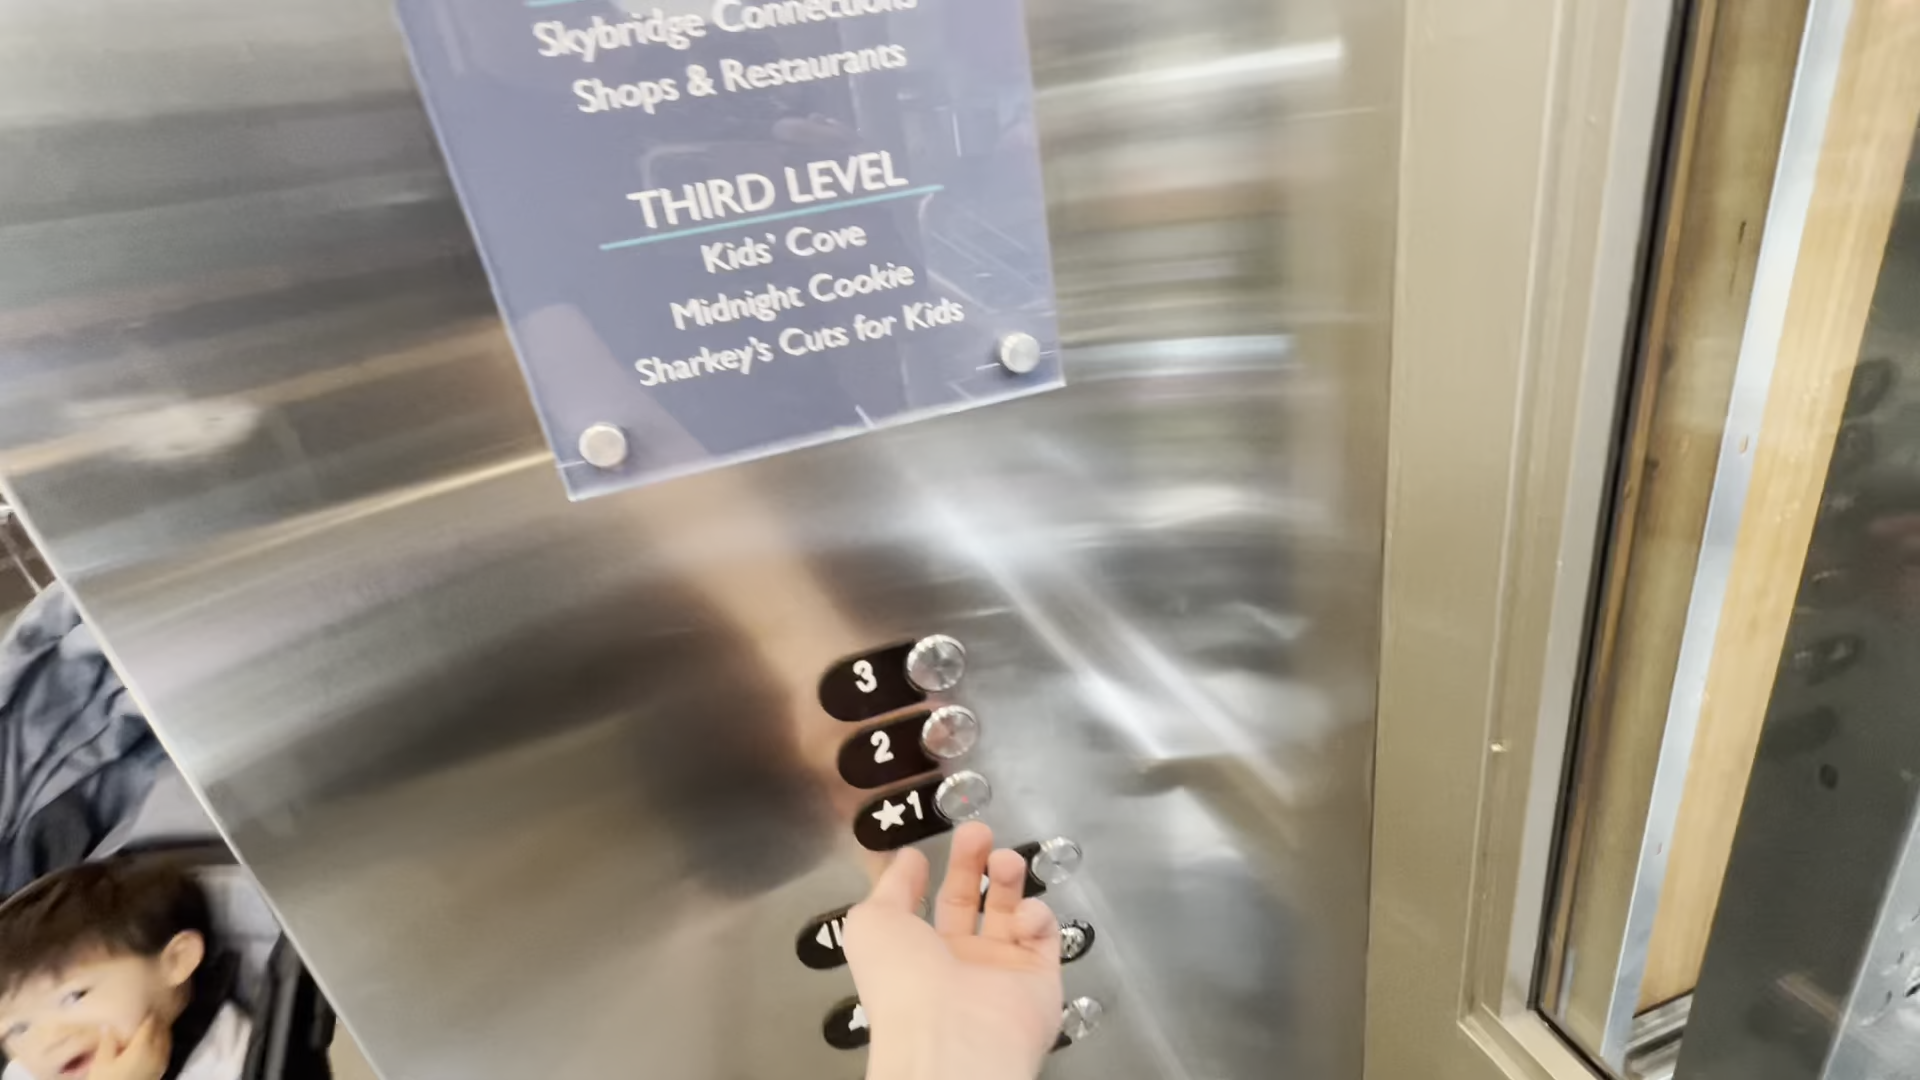 Skybridge Connections
Shops & Restaurants
THIRD LEVEL
Kids' Cove
Midnight Cookie
Sharkey's Cuts for Kids
3
2
★1